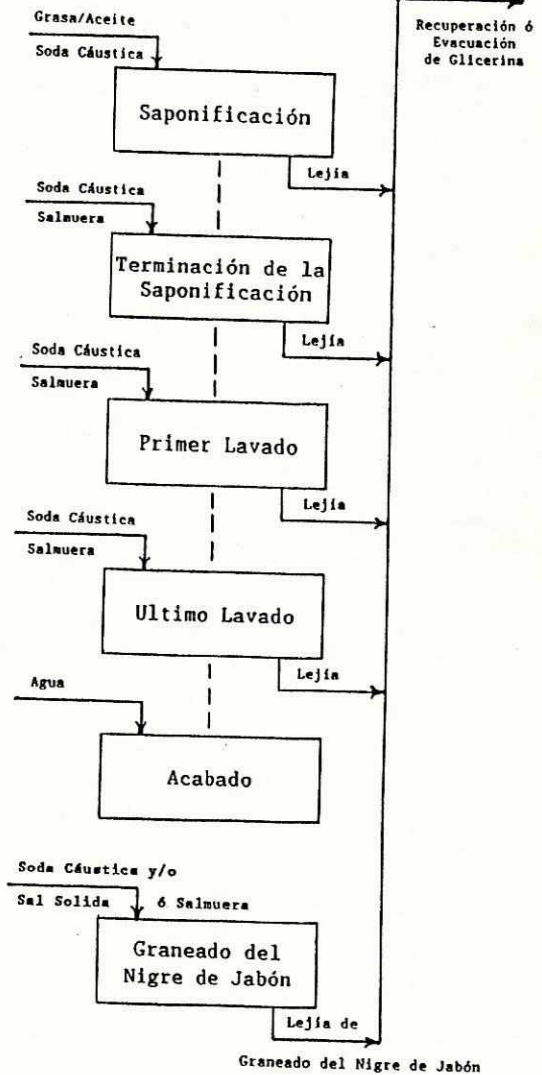 Grasa/Aceite
Soda Cáustica
Recuperación ó
Evacuación
de Glicerina
Saponificación
Lejía
Soda Cáustica
Salmuera
Terminación de la
Saponificación
Lejía
Soda Cáustica
Salmuera
Primer Lavado
Lejía
Soda Cáustica
Salmuera
Ultimo Lavado
Lejía
Agua
Acabado
Soda Cáustica y/o
Sal Solida ó Salmuera
Graneado del
Nigre de Jabón
Lejía de
Graneado del Nigre de Jabón